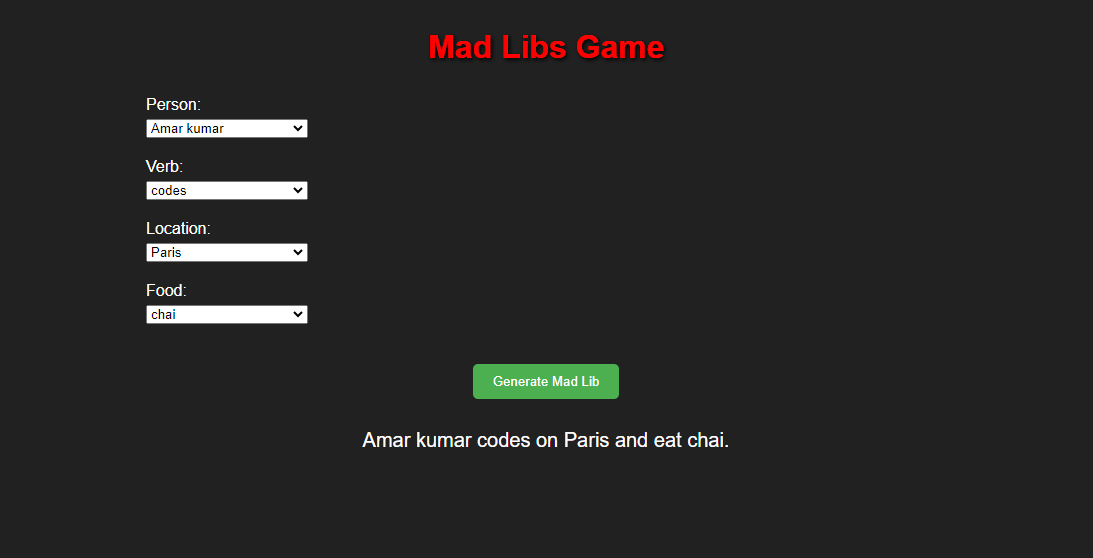 Mad Libs Game
Person:
Amar kumar
Verb:
codes
Location:
Paris
Food:
chai
Generate Mad Lib
Amar kumar codes on Paris and eat chai.